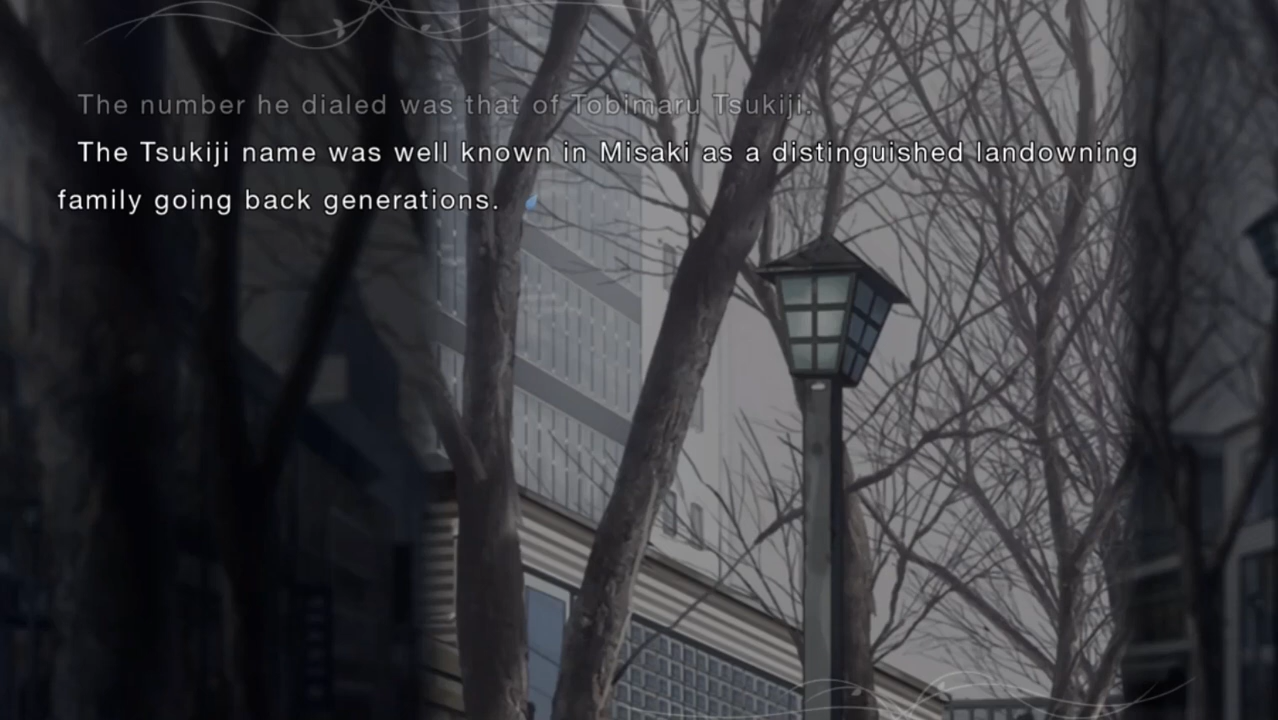 The number he dialed was that of Tobimaru Tsukiji.
The Tsukiji name was well known in Misaki as a distinguished landowning
family going back generations.